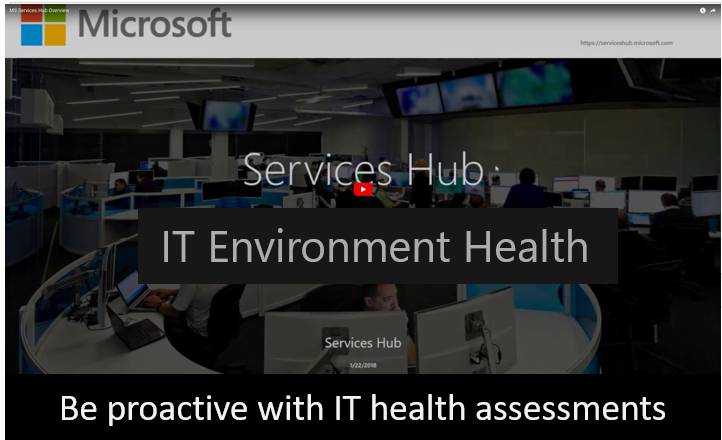 MS Services Hub Overview
Microsoft
https://serviceshub.microsoft.com
Services Hub
IT Environment Health
Services Hub
1/22/2018
Be proactive with IT health assessments